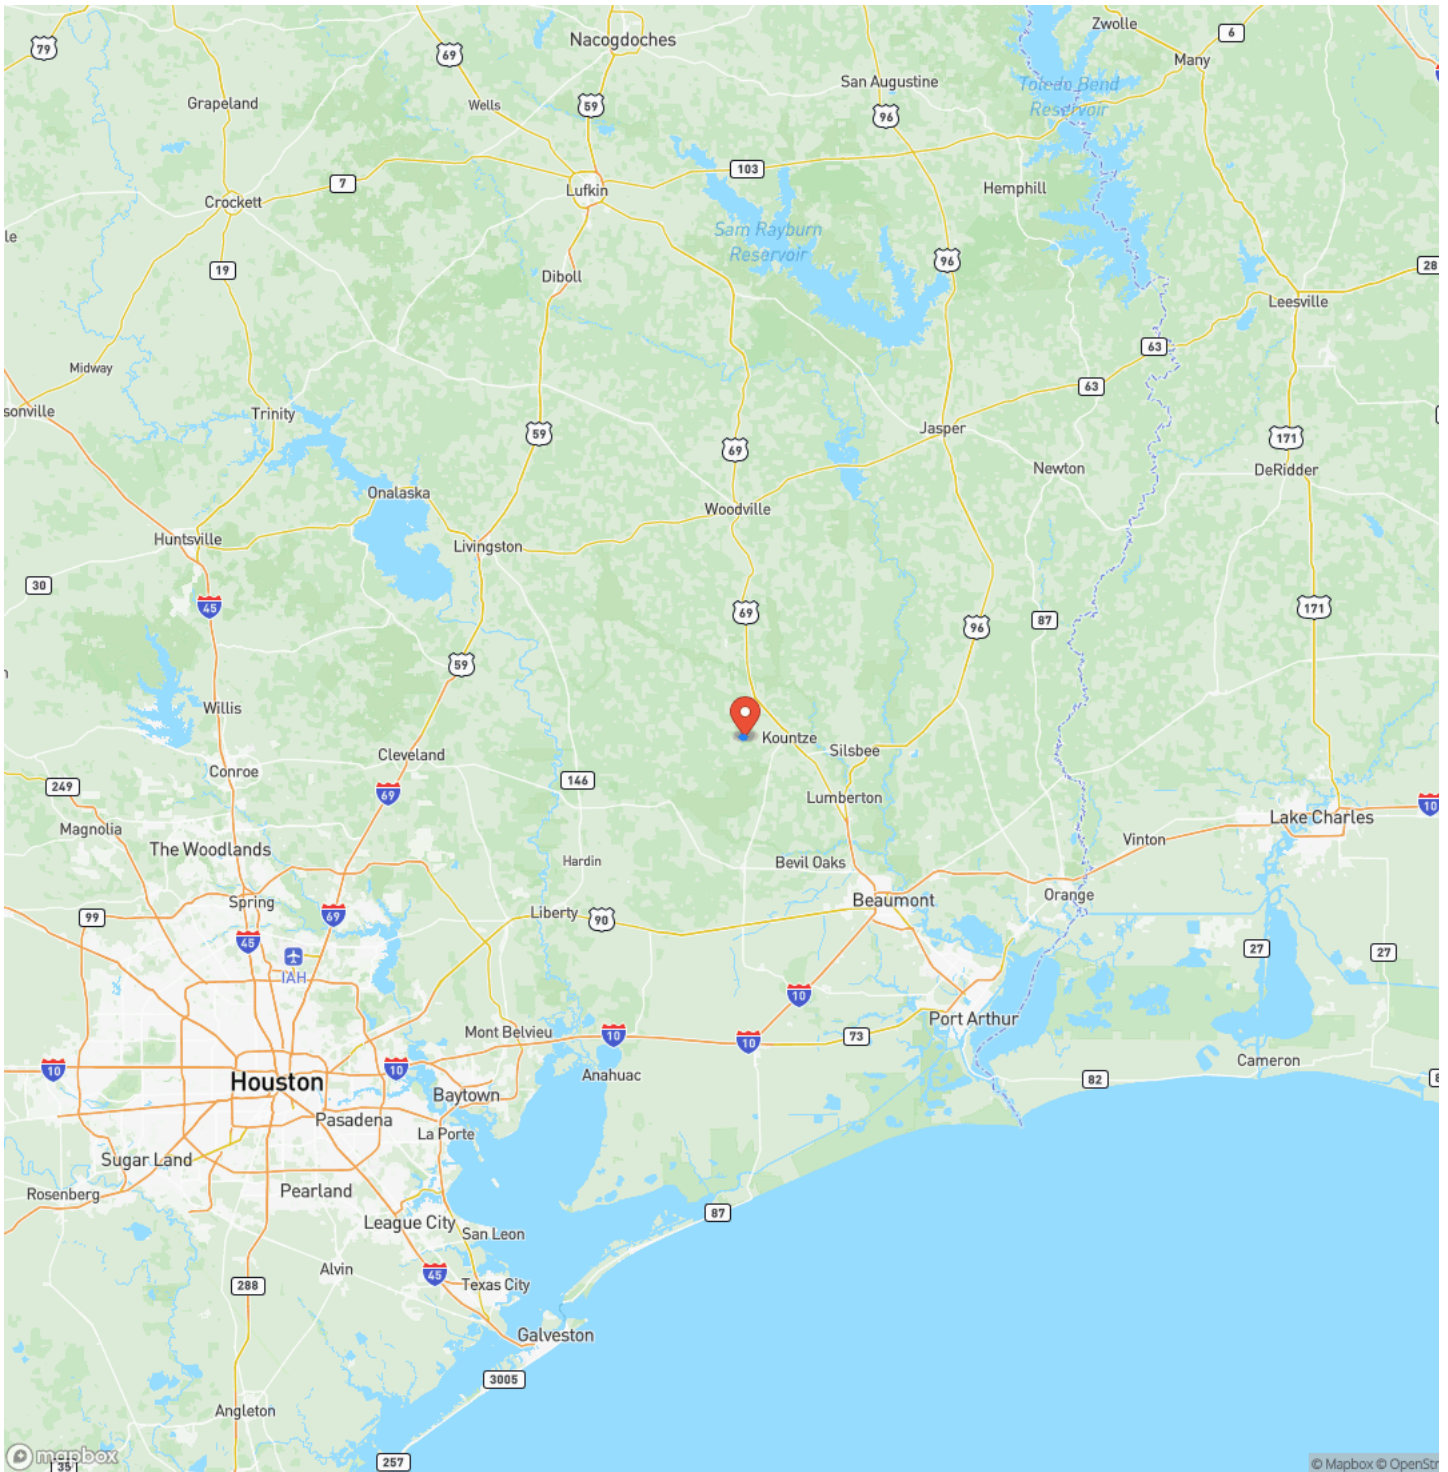 Zwolle
6
79
Nacogdoches
69
Many
San Augustine
Toledo Bend
Reservoir
Grapeland
Wells
59
96
103
7
Hemphill
Lufkin
Crockett
Sam Rayburn
Reservoir
le
96
28
19
Diboll
Leesville
63
Midway
63
sonville
Trinity
Jasper
59
171
69
Newton
DeRidder
Onalaska
Woodville
Huntsville
Livingston
30
45
69
171
87
96
59
Willis
Kountze
Silsbee
Cleveland
Conroe
146
249
69
Lumberton
10
Lake Charles
Magnolia
Vinton
The Woodlands
Hardin
Bevil Oaks
Orange
Spring
Beaumont
99
69
Liberty
90
45
27
27
IAH
10
Port Arthur
Mont Belvieu
10
10
73
Cameron
10
10
Anahuac
82
8
Houston
Baytown
Pasadena
La Porte
Sugar Land
Rosenberg
Pearland
87
League City
San Leon
Alvin
45
Texas City
288
Galveston
3005
Angleton
mapbox
257
35
© Mapbox © OpenStr